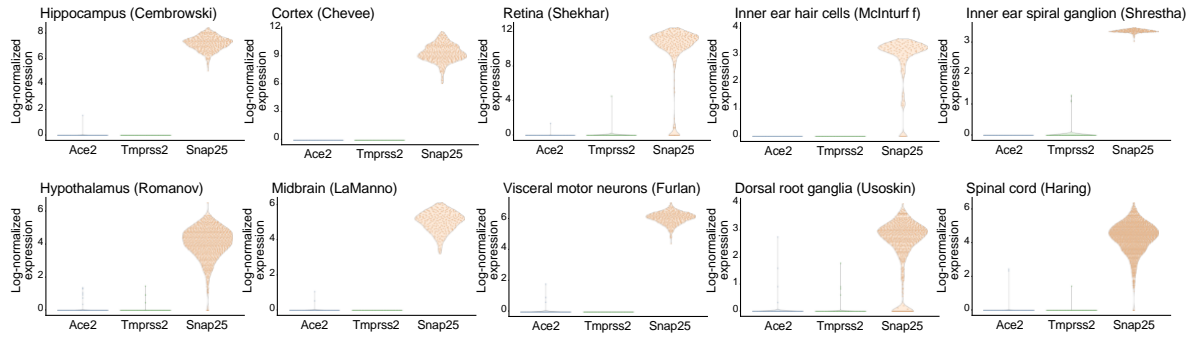 Hippocampus (Cembrowski)
Log-normalized
expression
8
6
4
2
0
Ace2 Tmprss2 Snap25
Cortex (Chevee)
Log-normalized
expression
12
9
6
3
0
Ace2 Tmprss2 Snap25
Retina (Shekhar)
Log-normalized
expression
12
8
4
0
Ace2 Tmprss2 Snap25
Inner ear hair cells (McInturf f)
Log-normalized
expression
4
3
2
1
0
Ace2 Tmprss2 Snap25
Inner ear spiral ganglion (Shrestha)
Log-normalized
expression
3
2
1
0
Ace2 Tmprss2 Snap25
Hypothalamus (Romanov)
Log-normalized
expression
6
4
2
0
Ace2 Tmprss2 Snap25
Midbrain (LaManno)
Log-normalized
expression
6
4
2
0
Ace2 Tmprss2 Snap25
Visceral motor neurons (Furlan)
Log-normalized
expression
8
6
4
2
0
Ace2 Tmprss2 Snap25
Dorsal root ganglia (Usoskin)
Log-normalized
expression
4
3
2
1
0
Ace2 Tmprss2 Snap25
Spinal cord (Haring)
Log-normalized
expression
6
4
2
0
Ace2 Tmprss2 Snap25